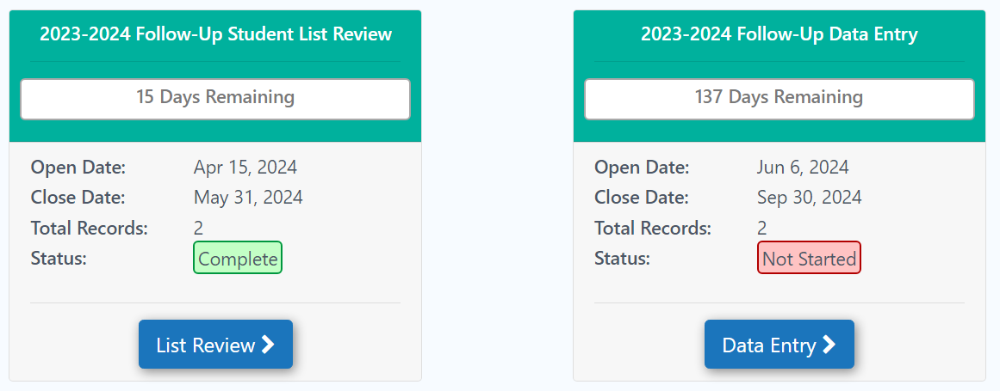 2023-2024 Follow-Up Student List Review
15 Days Remaining
Open Date: Apr 15, 2024
Close Date: May 31, 2024
Total Records: 2
Status: Complete
List Review
2023-2024 Follow-Up Data Entry
137 Days Remaining
Open Date: Jun 6, 2024
Close Date: Sep 30, 2024
Total Records: 2
Status: Not Started
Data Entry